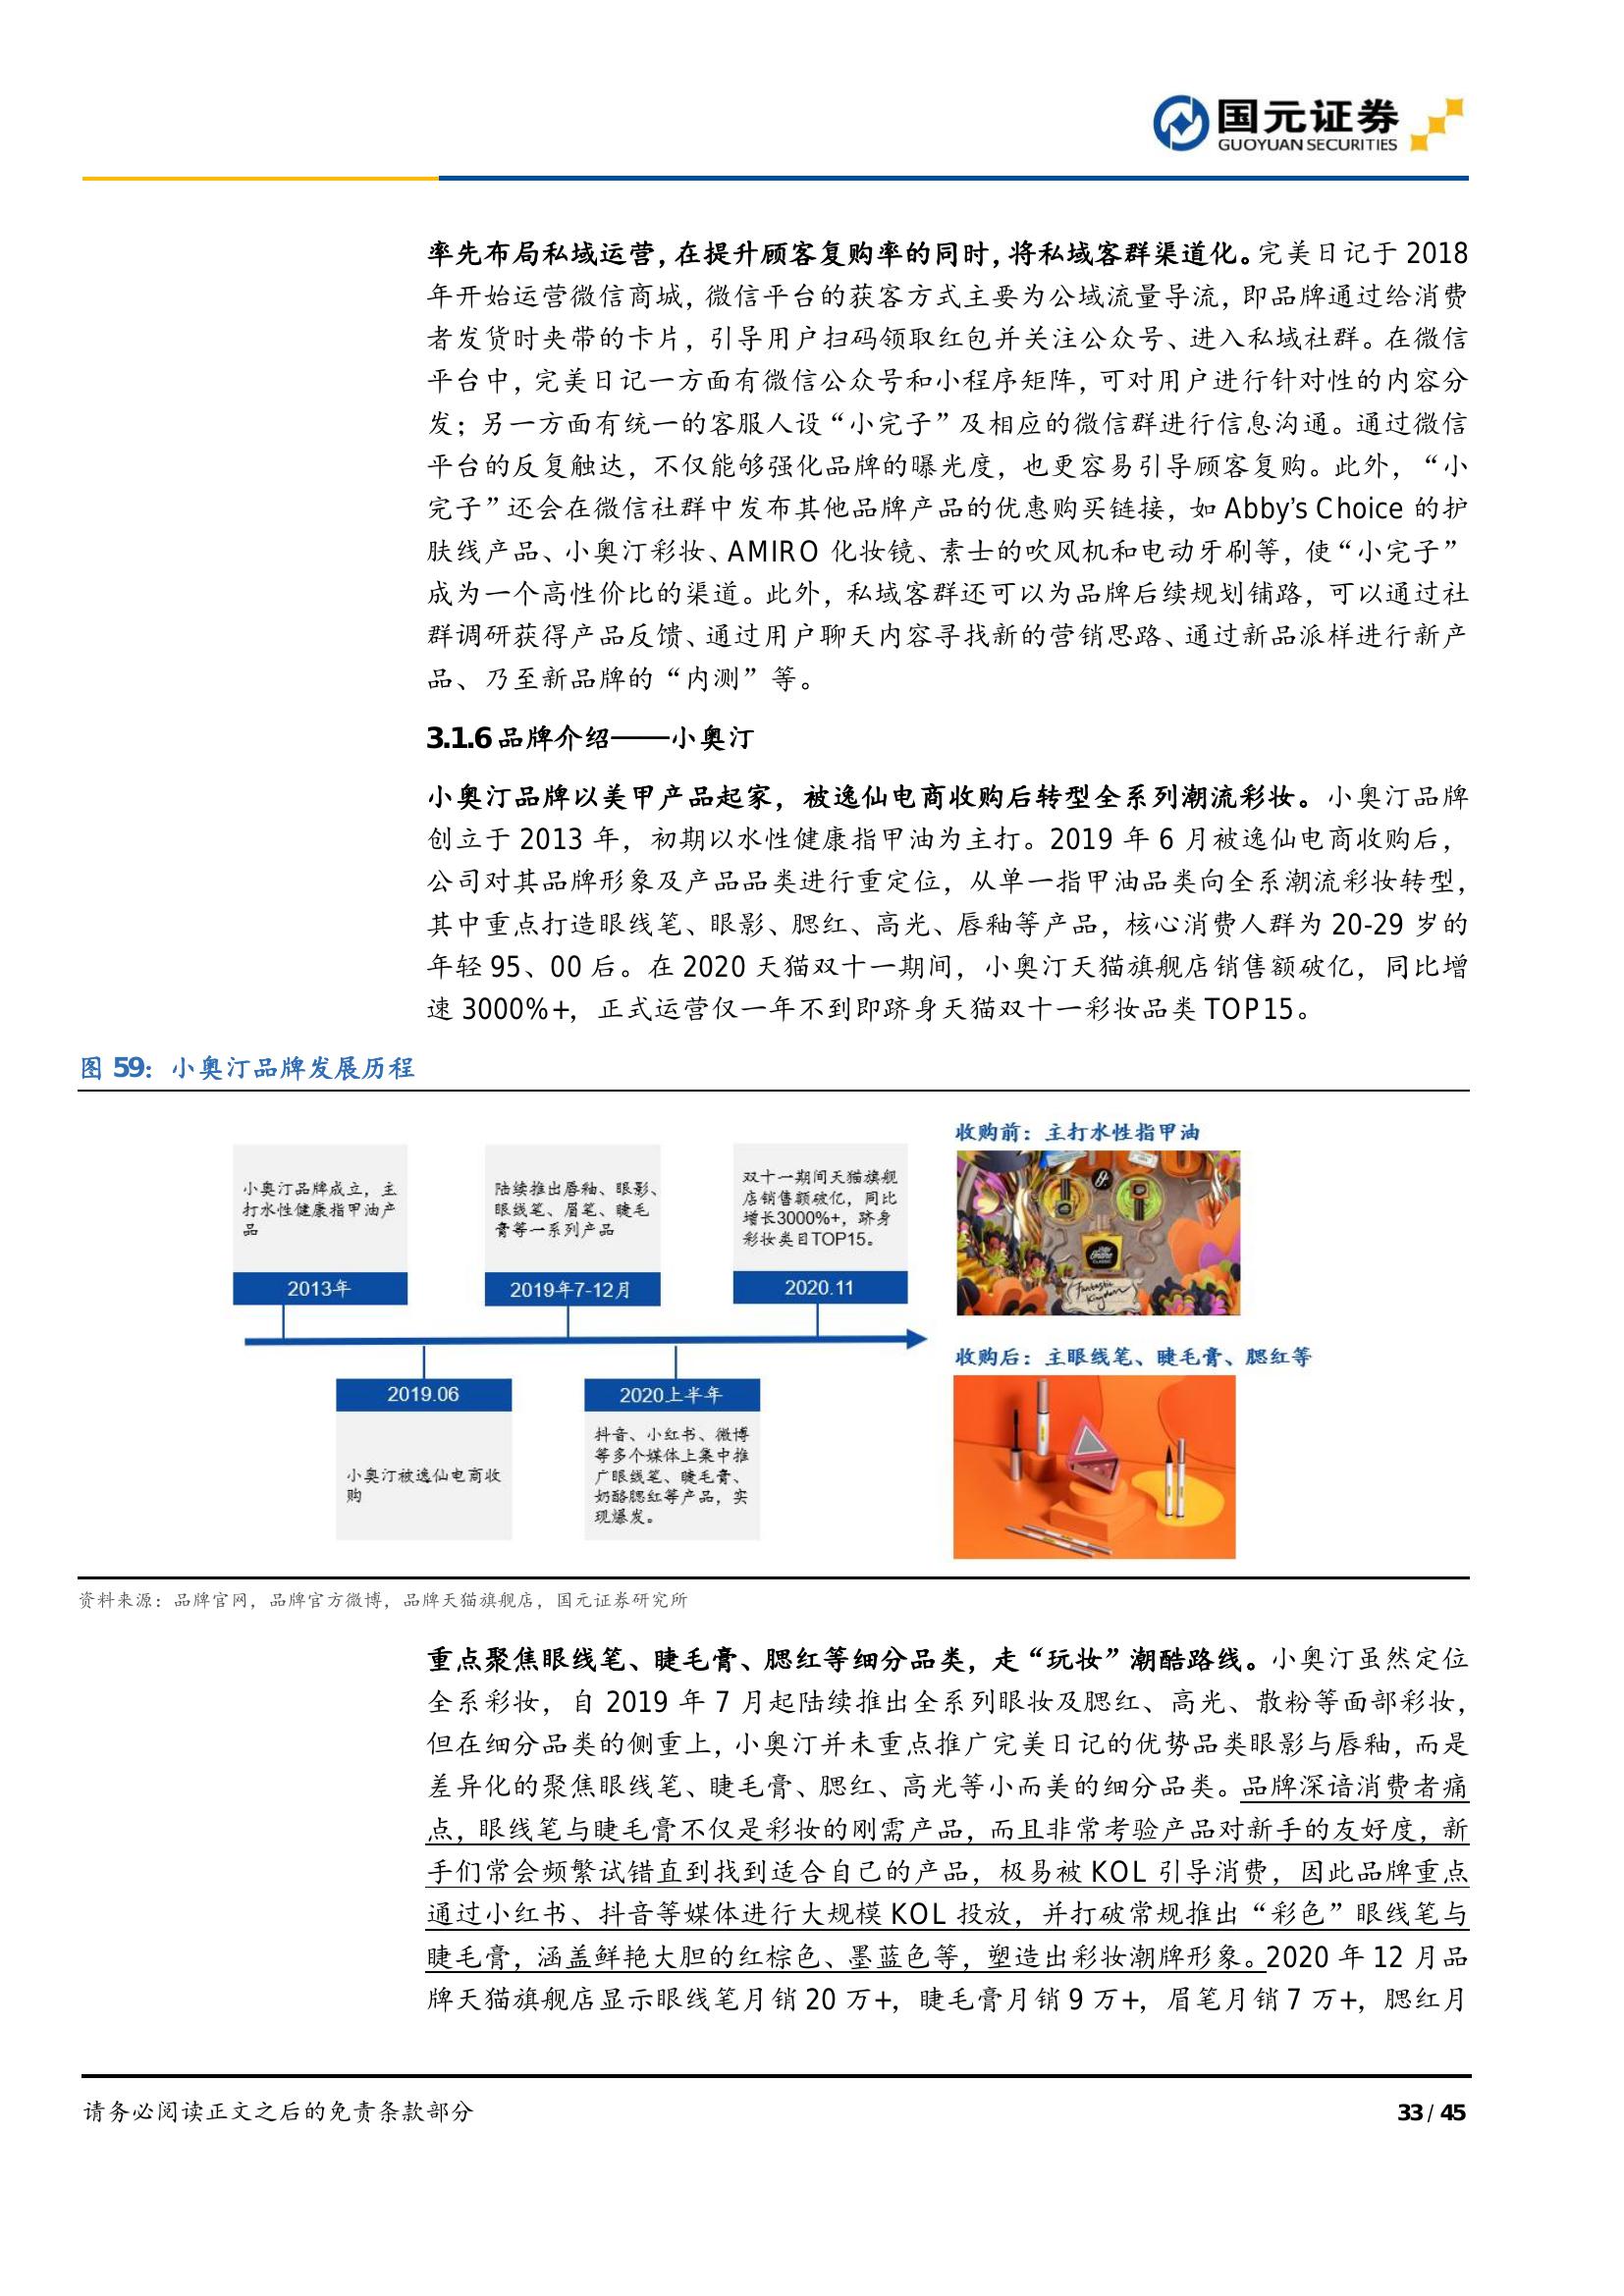 国元证券
GUOYUAN SECURITIES
率先布局私域运营，在提升顾客复购率的同时，将私域客群渠道化。完美日记于 2018
年开始运营微信商城，微信平台的获客方式主要为公域流量导流，即品牌通过给消费
者发货时夹带的卡片，引导用户扫码领取红包并关注公众号、进入私域社群。在微信
平台中，完美日记一方面有微信公众号和小程序矩阵，可对用户进行针对性的内容分
发；另一方面有统一的客服人设“小完子”及相应的微信群进行信息沟通。通过微信
平台的反复触达，不仅能够强化品牌的曝光度，也更容易引导顾客复购。此外，“小
完子”还会在微信社群中发布其他品牌产品的优惠购买链接，如 Abby’s Choice 的护
肤线产品、小奥汀彩妆、AMIRO 化妆镜、素士的吹风机和电动牙刷等，使“小完子”
成为一个高性价比的渠道。此外，私域客群还可以为品牌后续规划铺路，可以通过社
群调研获得产品反馈、通过用户聊天内容寻找新的营销思路、通过新品派样进行新产
品、乃至新品牌的“内测”等。
3.1.6 品牌介绍——小奥汀
小奥汀品牌以美甲产品起家，被逸仙电商收购后转型全系列潮流彩妆。小奥汀品牌
创立于 2013 年，初期以水性健康指甲油为主打。2019 年 6 月被逸仙电商收购后，
公司对其品牌形象及产品品类进行重定位，从单一指甲油品类向全系潮流彩妆转型，
其中重点打造眼线笔、眼影、腮红、高光、唇釉等产品，核心消费人群为 20-29 岁的
年轻 95、00 后。在 2020 天猫双十一期间，小奥汀天猫旗舰店销售额破亿，同比增
速 3000%+，正式运营仅一年不到即跻身天猫双十一彩妆品类 TOP15。
图 59：小奥汀品牌发展历程
小奥汀品牌成立，主
打水性健康指甲油产
品
2013年
陆续推出唇釉、眼影、
眼线笔、眉笔、睫毛
膏等一系列产品
2019年7-12月
双十一期间天猫旗舰
店销售额破亿，同比
增长3000%+，跻身
彩妆类目TOP15。
2020.11
2019.06
小奥汀被逸仙电商收
购
2020上半年
抖音、小红书、微博
等多个媒体上集中推
广眼线笔、睫毛膏、
奶酪腮红等产品，实
现爆发。
收购前：主打水性指甲油
Fantastic
Kingdom
收购后：主眼线笔、睫毛膏、腮红等
资料来源：品牌官网，品牌官方微博，品牌天猫旗舰店，国元证券研究所
重点聚焦眼线笔、睫毛膏、腮红等细分品类，走“玩妆”潮酷路线。小奥汀虽然定位
全系彩妆，自 2019 年 7 月起陆续推出全系列眼妆及腮红、高光、散粉等面部彩妆，
但在细分品类的侧重上，小奥汀并未重点推广完美日记的优势品类眼影与唇釉，而是
差异化的聚焦眼线笔、睫毛膏、腮红、高光等小而美的细分品类。品牌深谙消费者痛
点，眼线笔与睫毛膏不仅是彩妆的刚需产品，而且非常考验产品对新手的友好度，新
手们常会频繁试错直到找到适合自己的产品，极易被 KOL 引导消费，因此品牌重点
通过小红书、抖音等媒体进行大规模 KOL 投放，并打破常规推出“彩色”眼线笔与
睫毛膏，涵盖鲜艳大胆的红棕色、墨蓝色等，塑造出彩妆潮牌形象。2020 年 12 月品
牌天猫旗舰店显示眼线笔月销 20 万+，睫毛膏月销 9 万+，眉笔月销 7 万+，腮红月
请务必阅读正文之后的免责条款部分
33 / 45